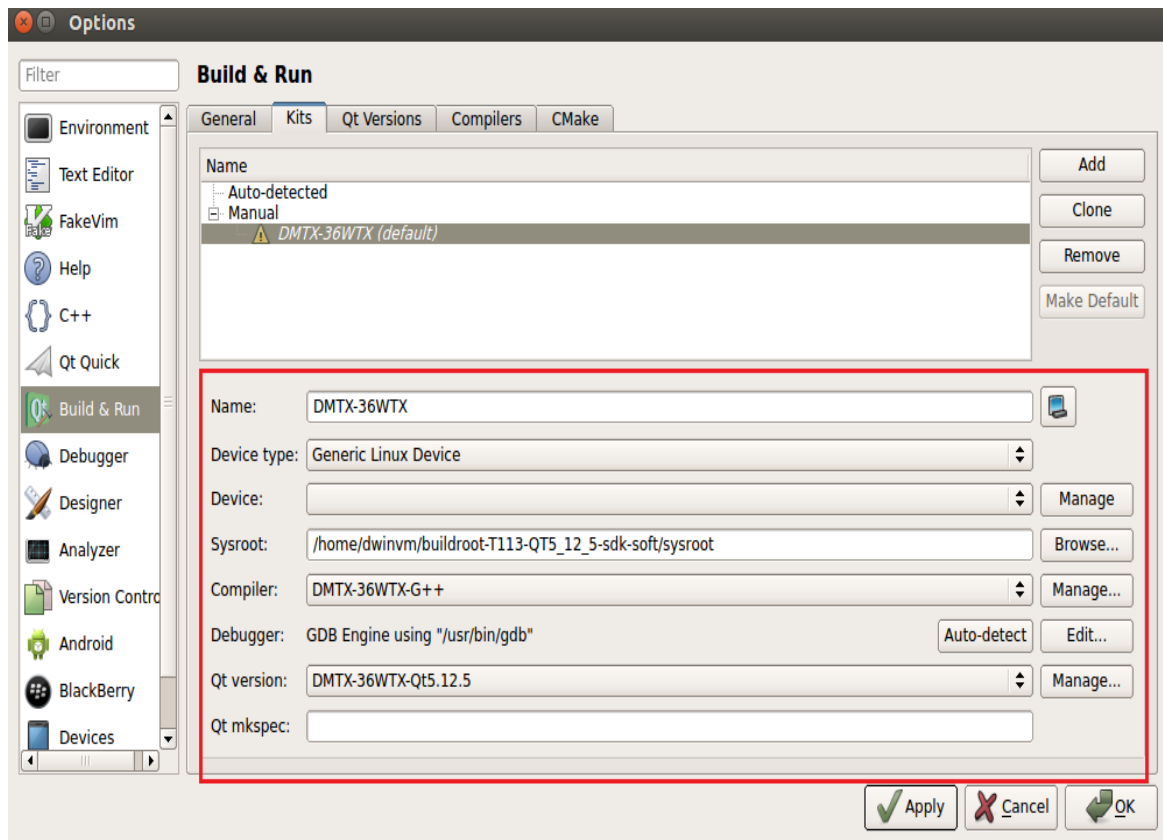 Options
Filter
Build & Run
Environment
Text Editor
FakeVim
Help
C++
Qt Quick
Build & Run
Debugger
Designer
Analyzer
Version Contro
Android
BlackBerry
Devices
General Kits Qt Versions Compilers CMake
Name
Auto-detected
Manual
DMTX-36WTX (default)
Add
Clone
Remove
Make Default
Name: DMTX-36WTX
Device type: Generic Linux Device
Device: Manage
Sysroot: /home/dwinvm/buildroot-T113-QT5_12_5-sdk-soft/sysroot Browse...
Compiler: DMTX-36WTX-G++ Manage...
Debugger: GDB Engine using "/usr/bin/gdb" Auto-detect Edit...
Qt version: DMTX-36WTX-Qt5.12.5 Manage...
Qt mkspec:
Apply Cancel OK